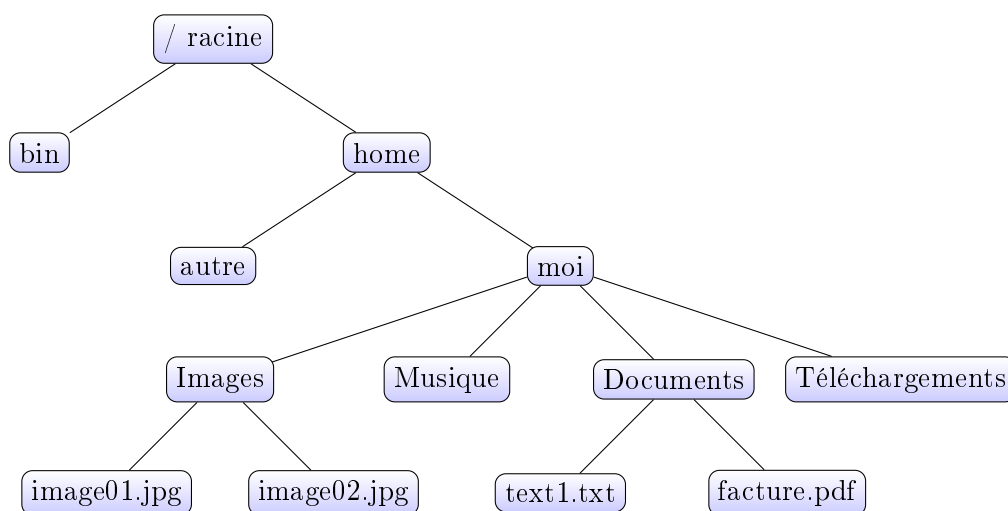 / racine
bin
home
autre
moi
Images
Musique
Documents
Téléchargements
image01.jpg
image02.jpg
text1.txt
facture.pdf